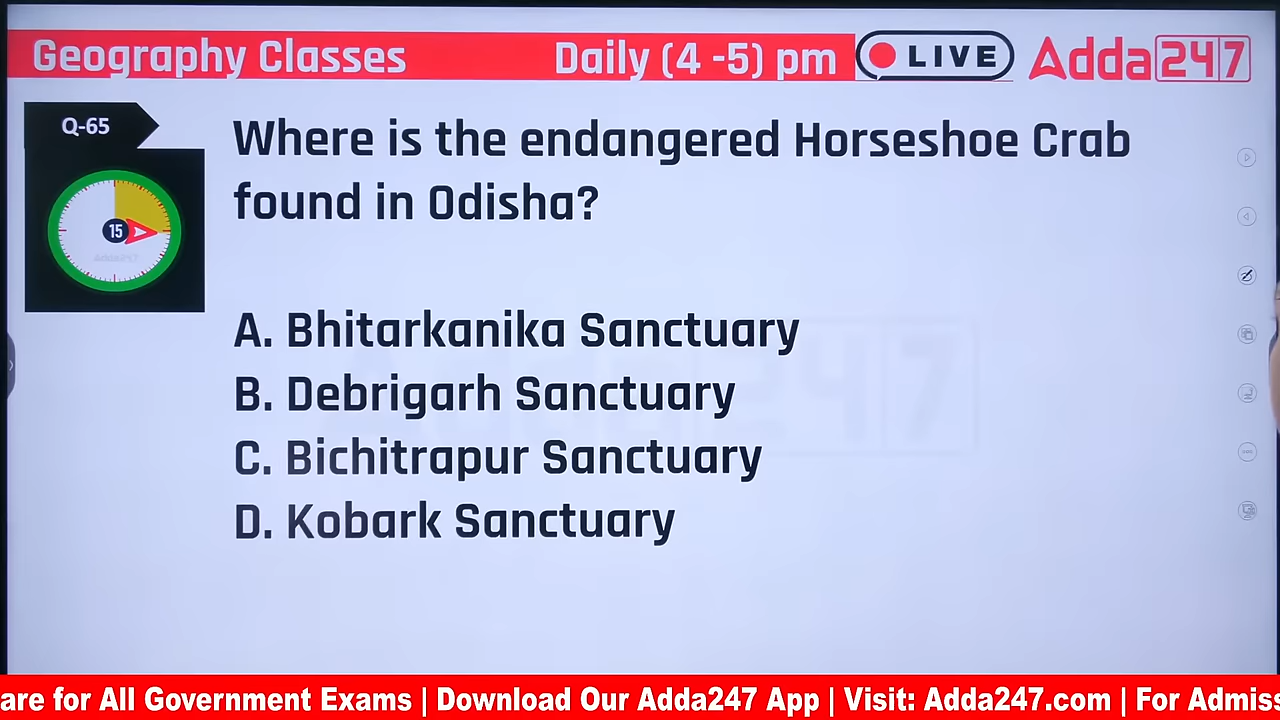 Geography Classes
Daily (4 -5) pm
LIVE
Adda247
Q-65
Where is the endangered Horseshoe Crab
found in Odisha?
15
Adda247
A. Bhitarkanika Sanctuary
B. Debrigarh Sanctuary
C. Bichitrapur Sanctuary
D. Kobark Sanctuary
are for All Government Exams | Download Our Adda247 App | Visit: Adda247.com | For Admiss